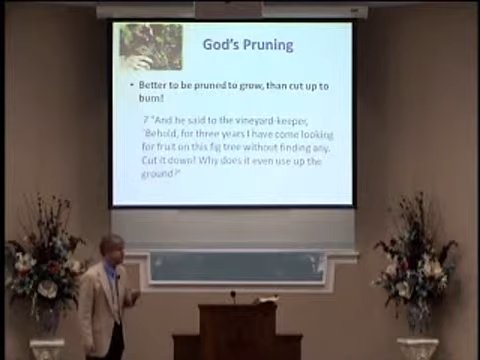 God's Pruning
• Better to be pruned to grow, than cut up to
burn!
7 "And he said to the vineyard-keeper,
'Behold, for three years I have come looking
for fruit on this fig tree without finding any.
Cut it down! Why does it even use up the
ground?'